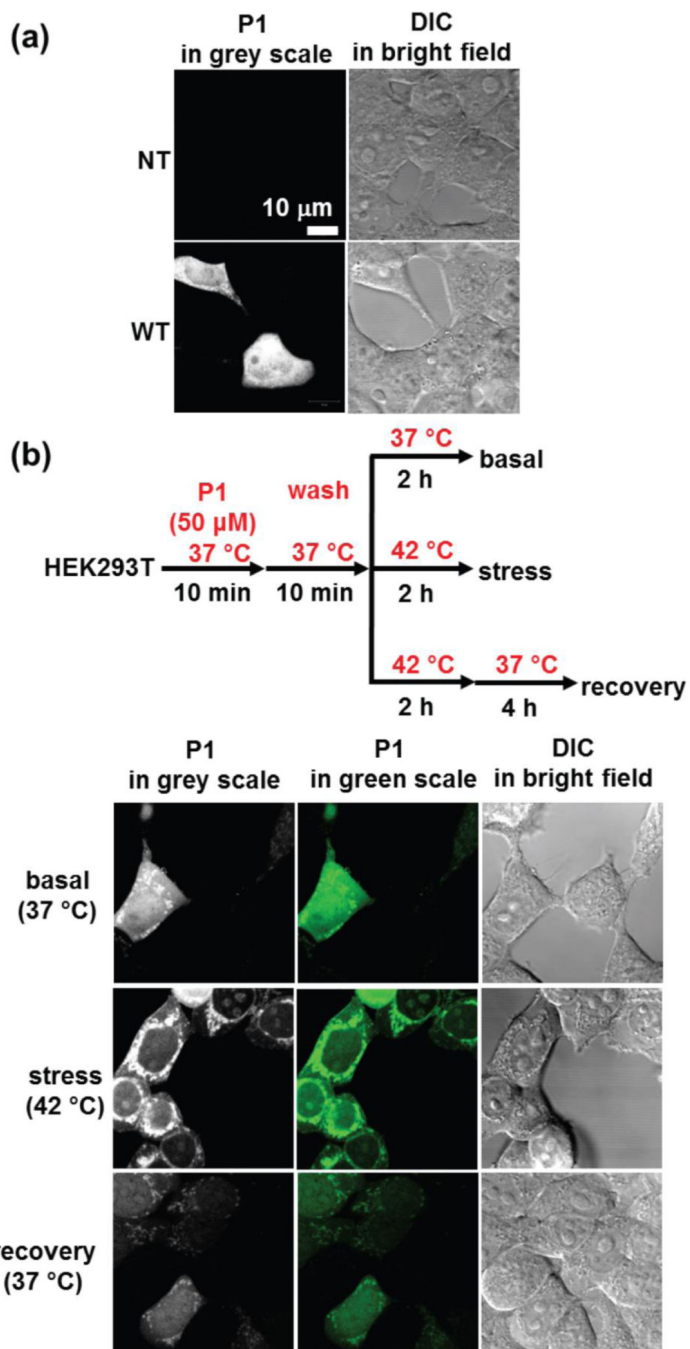 (a)
P1
in grey scale
DIC
in bright field
NT
10 µm
WT
(b)
37 °C
basal
2 h
P1
(50 µM)
wash
HEK293T
37 °C
37 °C
42 °C
stress
10 min
10 min
2 h
42 °C
37 °C
recovery
2 h
4 h
P1
in grey scale
P1
in green scale
DIC
in bright field
basal
(37 °C)
stress
(42 °C)
recovery
(37 °C)